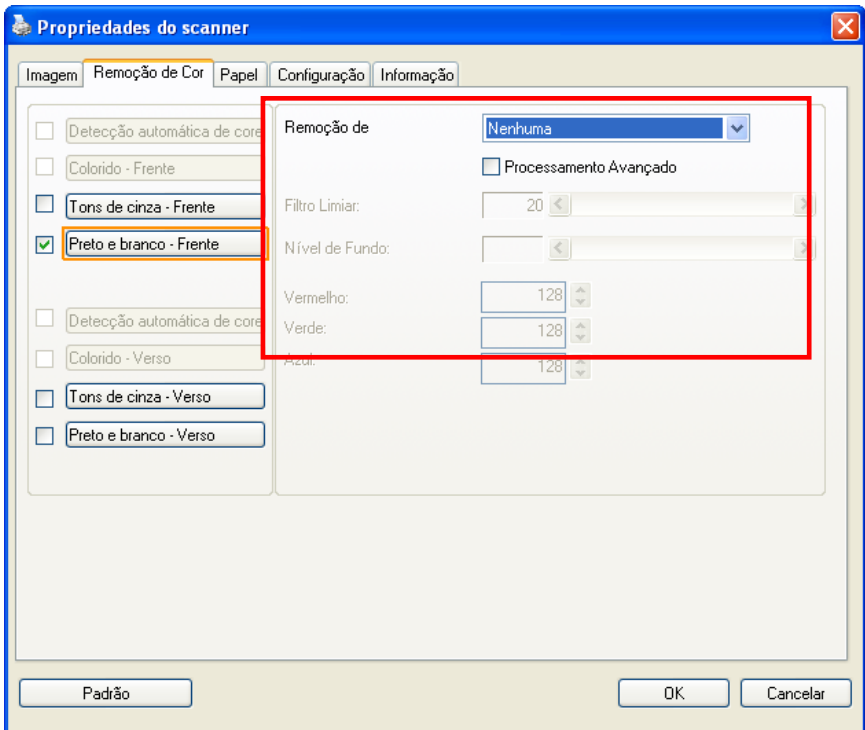 Propriedades do scanner
Imagem Remoção de Cor Papel Configuração Informação
Detecção automática de core
Colorido - Frente
Tons de cinza - Frente
Preto e branco - Frente
Detecção automática de core
Colorido - Verso
Tons de cinza - Verso
Preto e branco - Verso
Remoção de Nenhuma
Processamento Avançado
Filtro Limiar: 20
Nível de Fundo:
Vermelho: 128
Verde: 128
Azul: 128
Padrão OK Cancelar